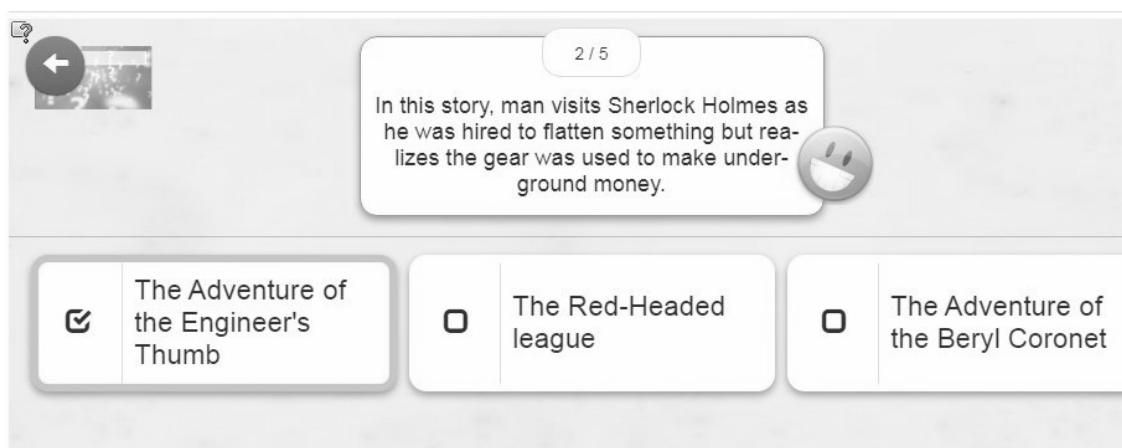 2 / 5
In this story, man visits Sherlock Holmes as
he was hired to flatten something but rea-
lizes the gear was used to make under-
ground money.
The Adventure of
the Engineer's
Thumb
The Red-Headed
league
The Adventure of
the Beryl Coronet